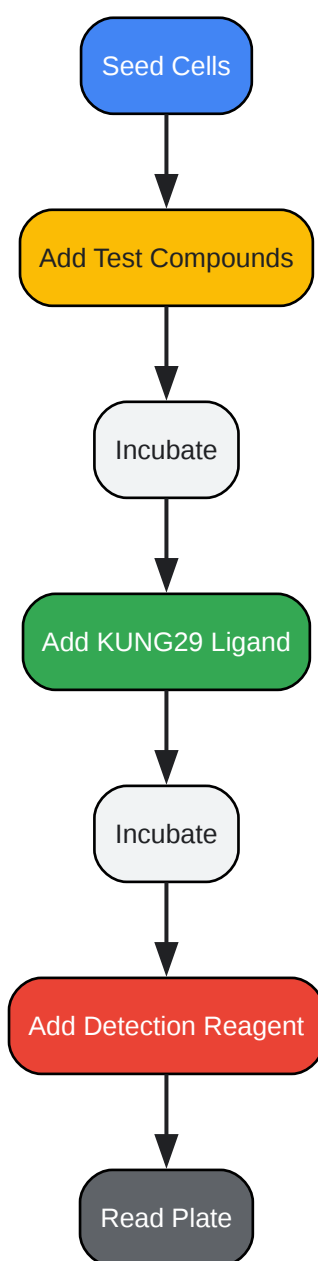 Seed Cells
Add Test Compounds
Incubate
Add KUNG29 Ligand
Incubate
Add Detection Reagent
Read Plate